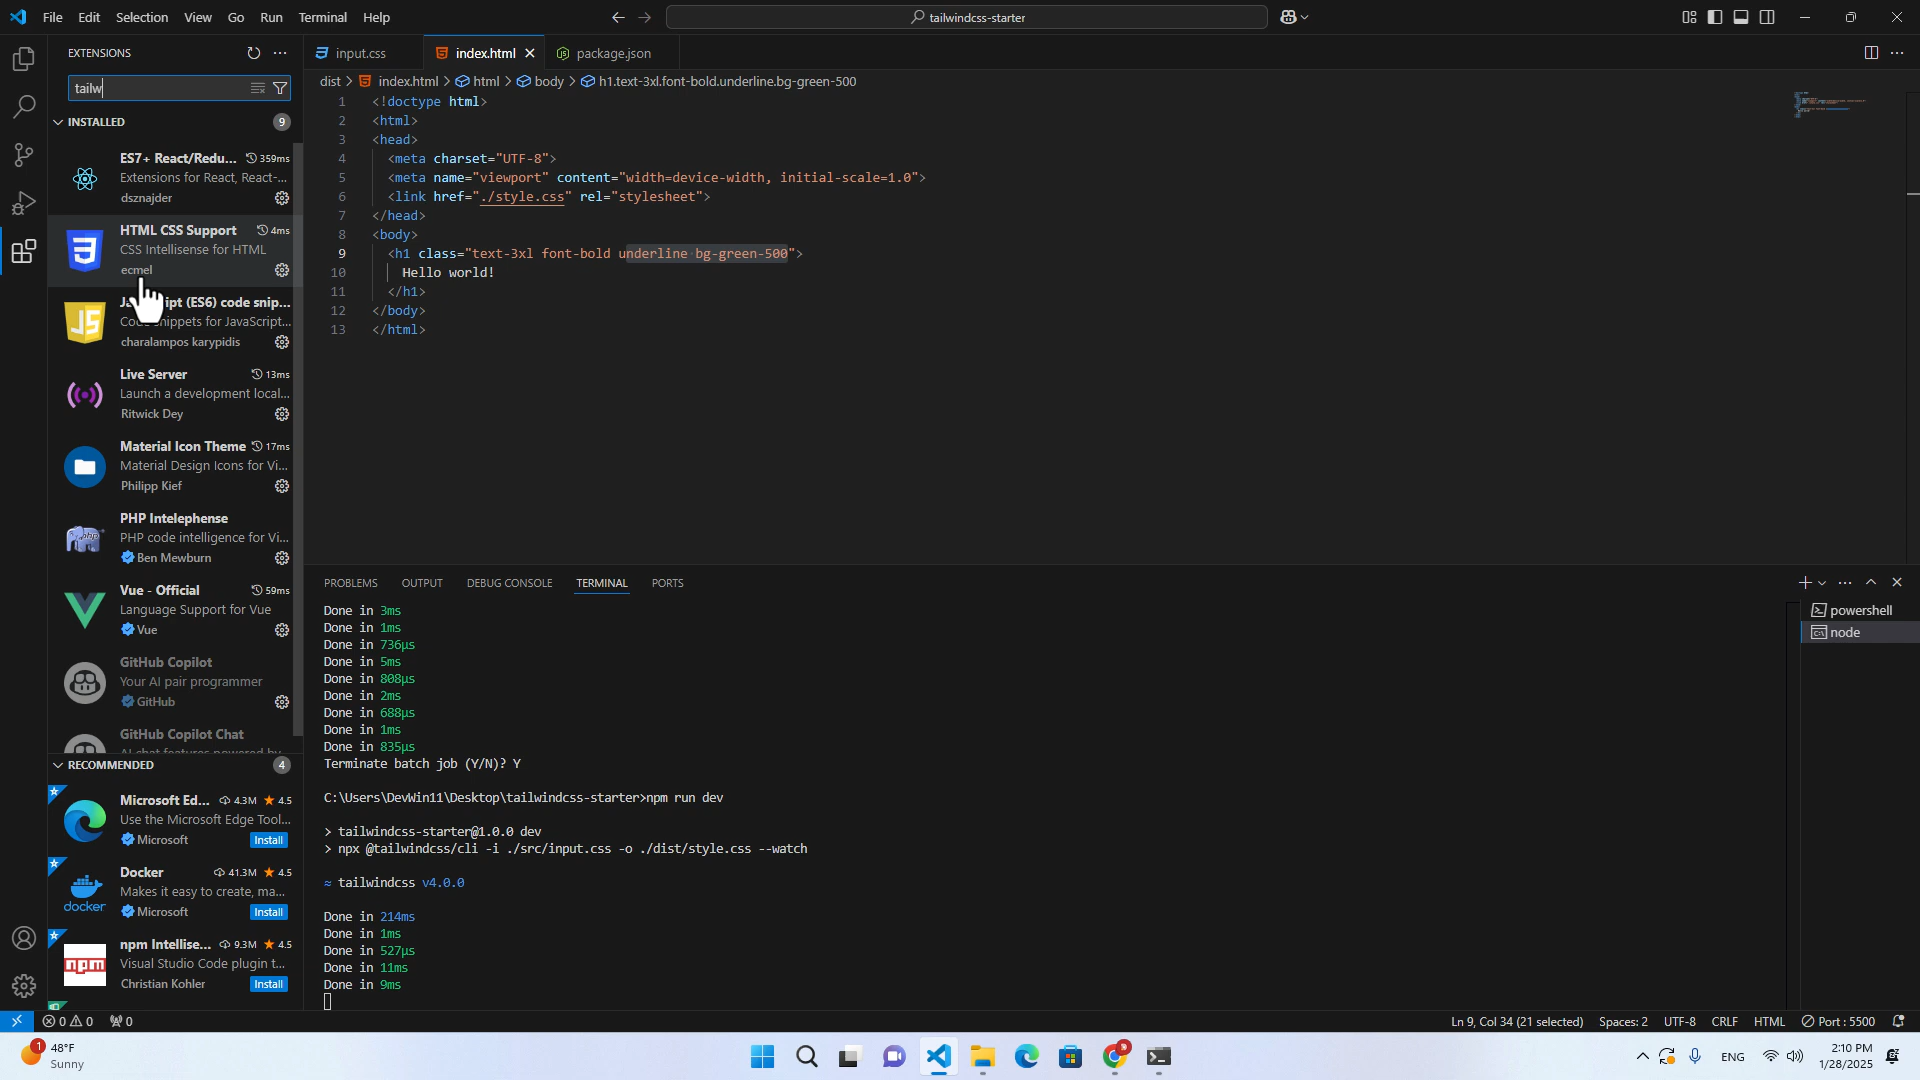 File Edit Selection View Go Run Terminal Help
tailwindcss-starter
EXTENSIONS
tailw
INSTALLED 9
ES7+ React/Redu... 359ms
Extensions for React, React-...
dsznajder
HTML CSS Support 4ms
CSS Intellisense for HTML
ecmel
(ES6) code snip...
JavaScript...
charalampos karypidis
Live Server 13ms
Launch a development local...
Ritwick Dey
Material Icon Theme 17ms
Material Design Icons for Vi...
Philipp Kief
PHP Intelephense
PHP code intelligence for Vi...
Ben Mewburn
Vue - Official 59ms
Language Support for Vue
Vue
GitHub Copilot
Your AI pair programmer
GitHub
GitHub Copilot Chat
RECOMMENDED 4
Microsoft Ed... 4.3M 4.5
Use the Microsoft Edge Tool...
Microsoft Install
Docker 41.3M 4.5
Makes it easy to create, ma...
Microsoft Install
npm Intellise... 9.3M 4.5
Visual Studio Code plugin t...
Christian Kohler Install
input.css index.html package.json
dist > index.html > html > body > h1.text-3xl.font-bold.underline.bg-green-500
1 <!doctype html>
2 <html>
3 <head>
4 <meta charset="UTF-8">
5 <meta name="viewport" content="width=device-width, initial-scale=1.0">
6 <link href="./style.css" rel="stylesheet">
7 </head>
8 <body>
9 <h1 class="text-3xl font-bold underline bg-green-500">
10 Hello world!
11 </h1>
12 </body>
13 </html>
PROBLEMS OUTPUT DEBUG CONSOLE TERMINAL PORTS
Done in 3ms
Done in 1ms
Done in 736µs
Done in 5ms
Done in 808µs
Done in 2ms
Done in 688µs
Done in 1ms
Done in 835µs
Terminate batch job (Y/N)? Y
C:\Users\DevWin11\Desktop\tailwindcss-starter>npm run dev
> tailwindcss-starter@1.0.0 dev
> npx @tailwindcss/cli -i ./src/input.css -o ./dist/style.css --watch
≈ tailwindcss v4.0.0
Done in 214ms
Done in 1ms
Done in 527µs
Done in 11ms
Done in 9ms
powershell
node
0 0 0
Ln 9, Col 34 (21 selected) Spaces: 2 UTF-8 CRLF HTML Port : 5500
1 48°F
Sunny
ENG
2:10 PM
1/28/2025